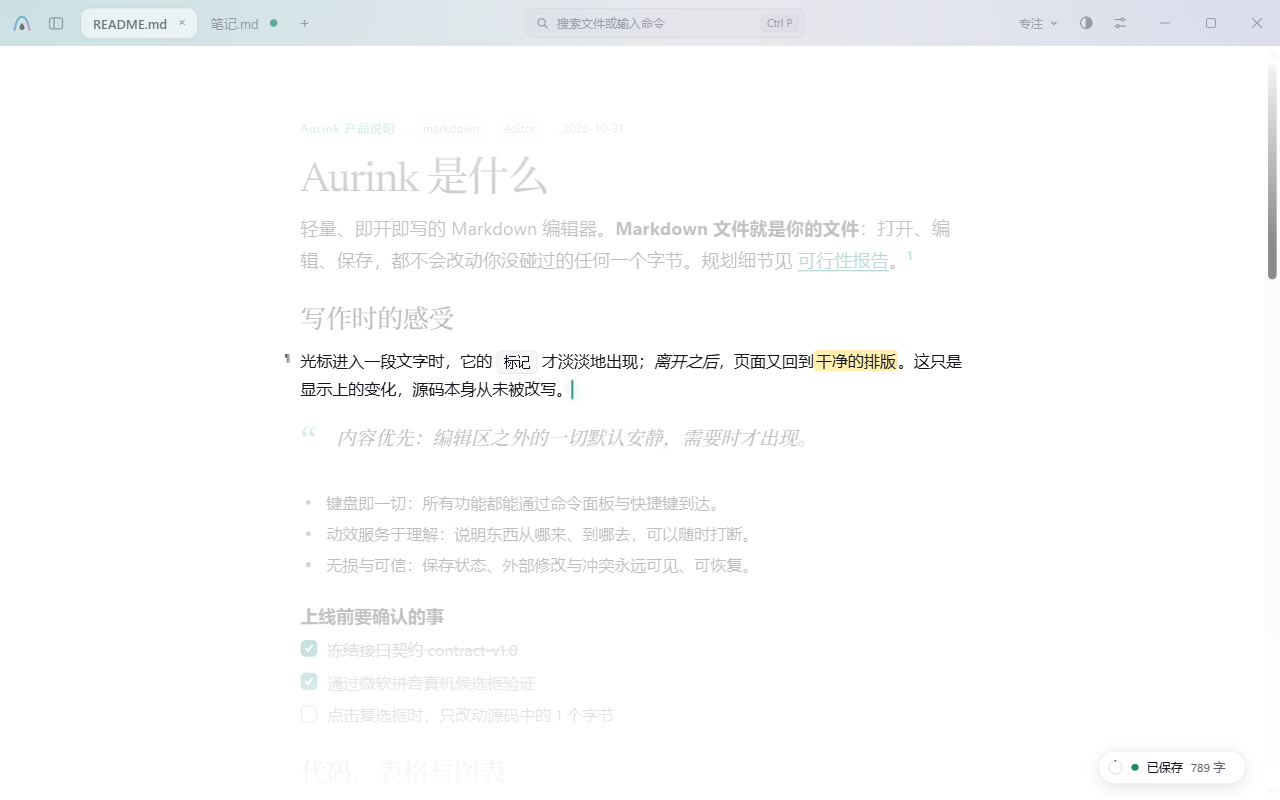 README.md × 笔记.md + 搜索文件或输入命令 Ctrl P 专注
Aurink 产品说明 · markdown editor · 2026-10-31
Aurink 是什么
轻量、即开即写的 Markdown 编辑器。Markdown 文件就是你的文件：打开、编
辑、保存，都不会改动你没碰过的任何一个字节。规划细节见 可行性报告。1
写作时的感受
¶ 光标进入一段文字时，它的 标记 才淡淡地出现；离开之后，页面又回到干净的排版。这只是
显示上的变化，源码本身从未被改写。
“ 内容优先：编辑区之外的一切默认安静，需要时才出现。
• 键盘即一切：所有功能都能通过命令面板与快捷键到达。
• 动效服务于理解：说明东西从哪来、到哪去，可以随时打断。
• 无损与可信：保存状态、外部修改与冲突永远可见、可恢复。
上线前要确认的事
冻结接口契约 contract-v1.0
通过微软拼音真机候选框验证
点击复选框时，只改动源码中的 1 个字节
代码、表格与图表
已保存 789 字